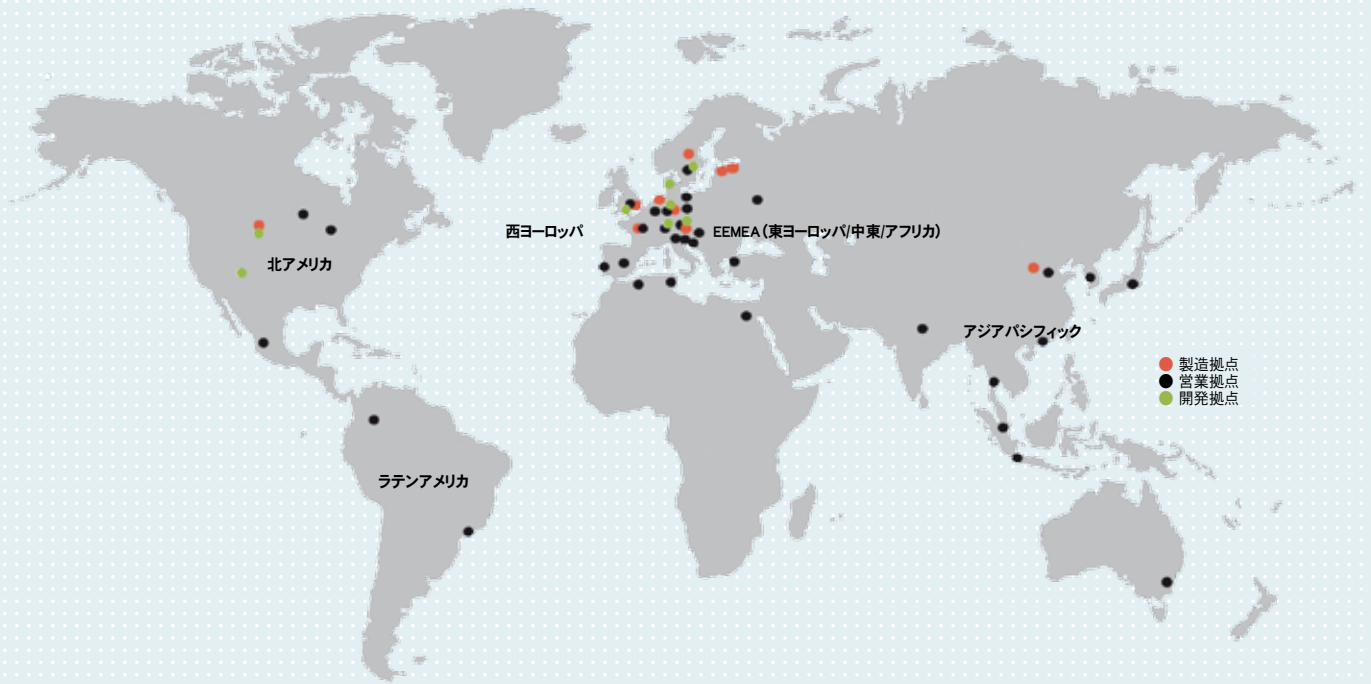 西ヨーロッパ
EEMEA（東ヨーロッパ/中東/アフリカ）
北アメリカ
アジアパシフィック
製造拠点
営業拠点
開発拠点
ラテンアメリカ